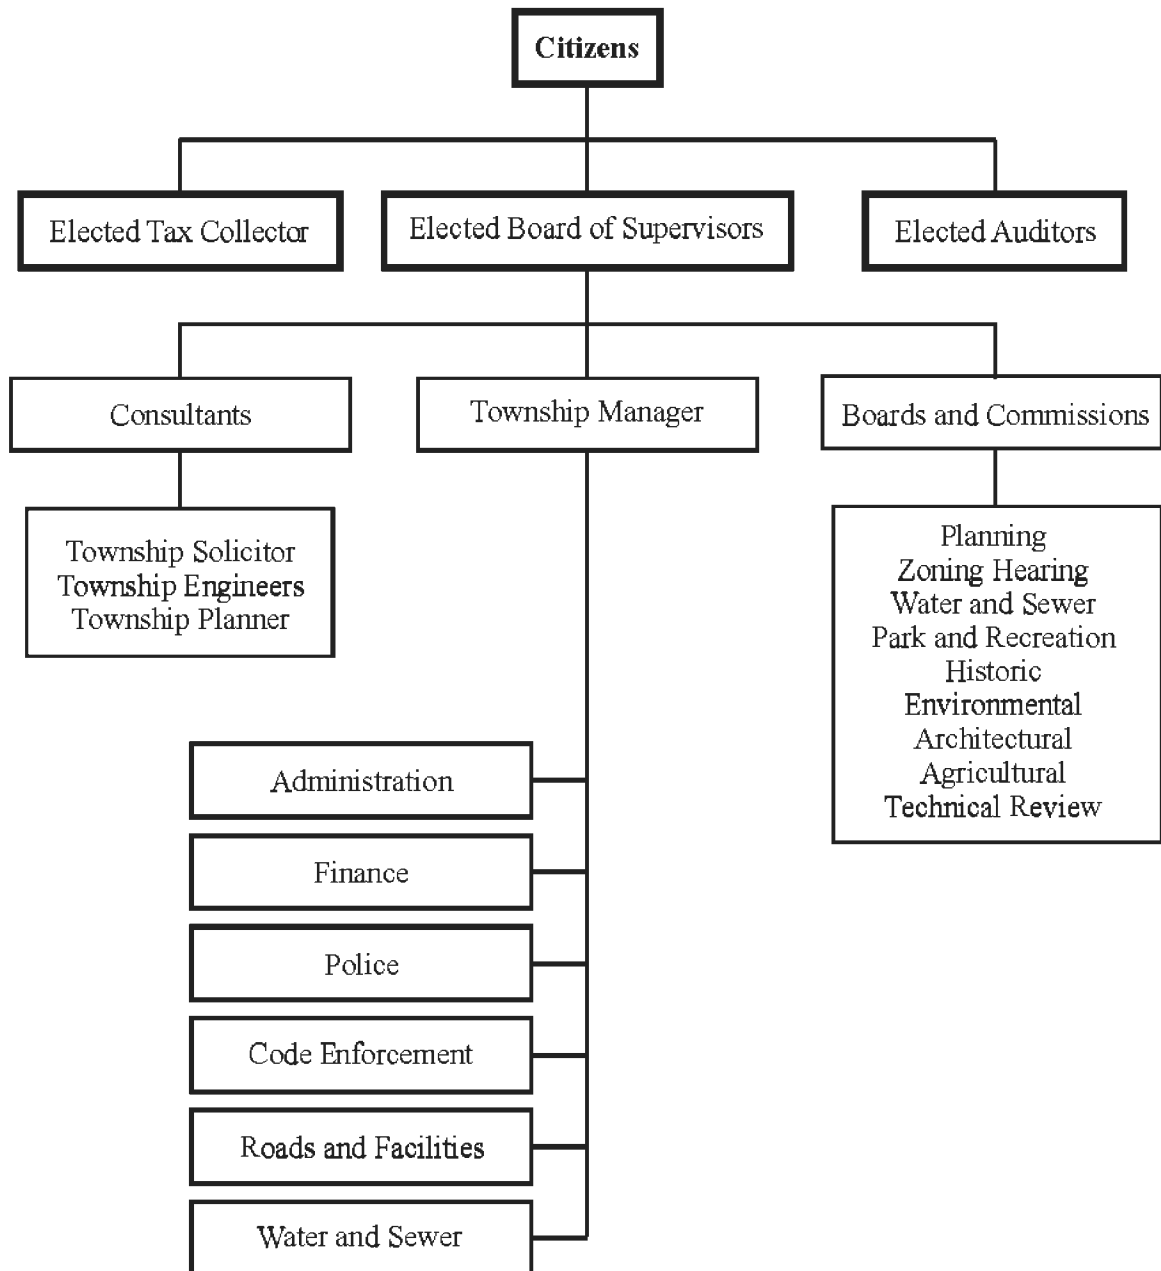 Citizens
Elected Tax Collector
Elected Board of Supervisors
Elected Auditors
Consultants
Township Manager
Boards and Commissions
Township Solicitor
Township Engineers
Township Planner
Planning
Zoning Hearing
Water and Sewer
Park and Recreation
Historic
Environmental
Architectural
Agricultural
Technical Review
Administration
Finance
Police
Code Enforcement
Roads and Facilities
Water and Sewer